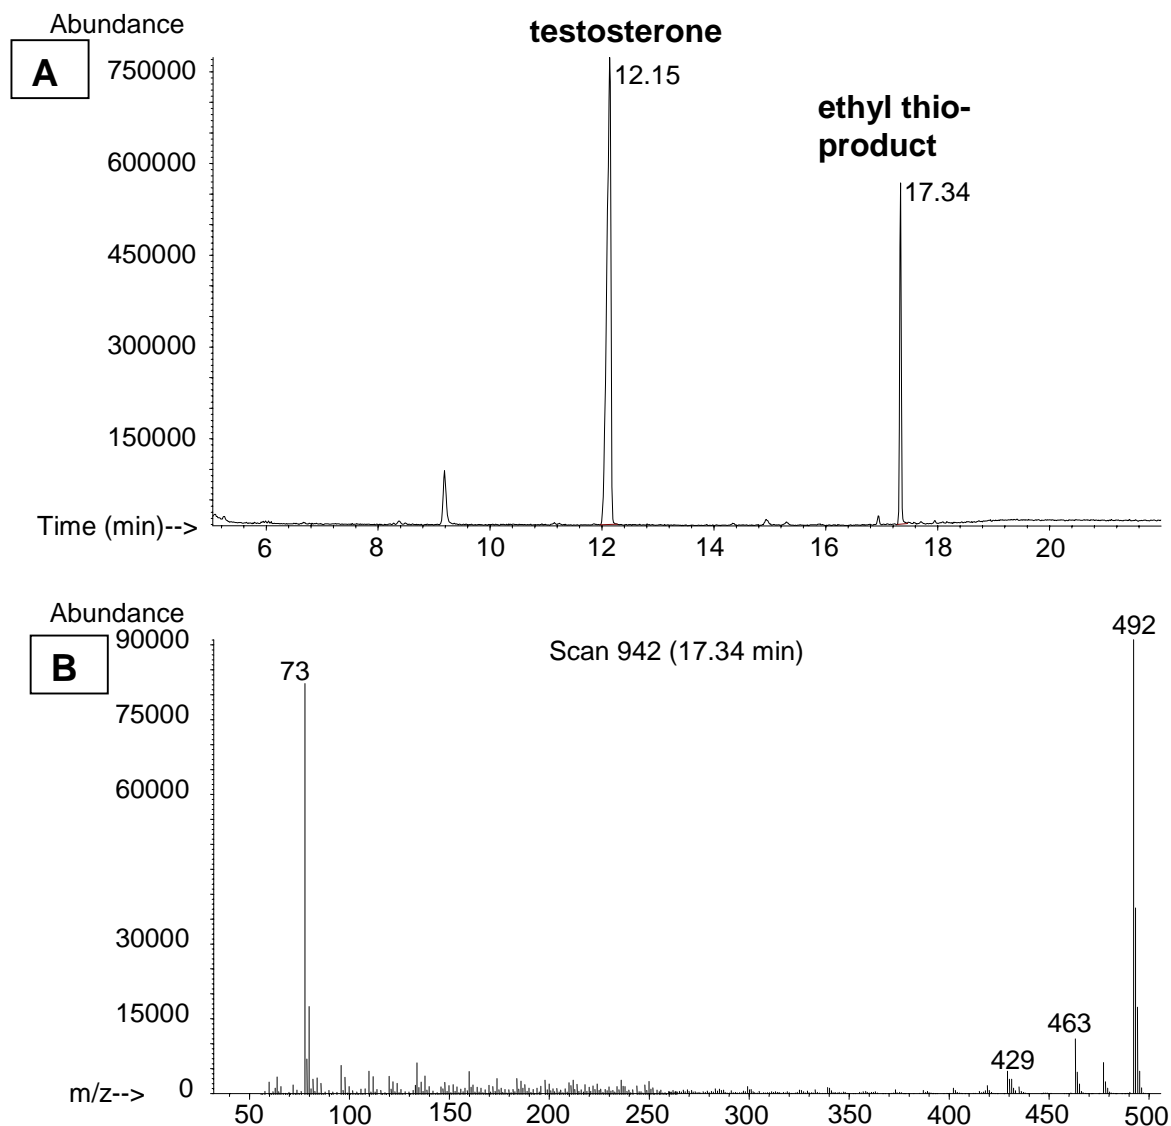 Abundance
A
testosterone
750000
12.15
ethyl thio-
product
600000
17.34
450000
300000
150000
Time (min)-->
6 8 10 12 14 16 18 20
Abundance
B
90000
Scan 942 (17.34 min)
492
73
75000
60000
30000
15000
463
429
m/z-->
0
50 100 150 200 250 300 350 400 450 500